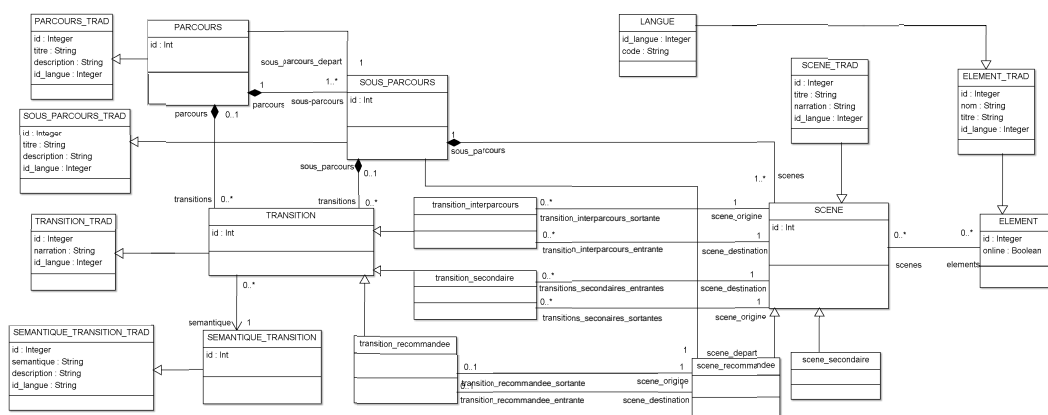 PARCOURS_TRAD
id : Integer
titre : String
description : String
id_langue : Integer
PARCOURS
id : Int
LANGUE
id_langue : Integer
code : String
SCENE_TRAD
id : Integer
titre : String
narration : String
id_langue : Integer
ELEMENT_TRAD
id : Integer
nom : String
titre : String
id_langue : Integer
sous_parcours_depart
1
SOUS_PARCOURS
id : Int
1
1..*
parcours
sous-parcours
parcours
0..1
SOUS_PARCOURS_TRAD
id : Integer
titre : String
description : String
id_langue : Integer
1
sous_parcours
sous_parcours
0..1
1..*
scenes
transitions
0..*
transitions
0..*
TRANSITION
id : Int
TRANSITION_TRAD
id : Integer
narration : String
id_langue : Integer
transition_interparcours
0..*
1
transition_interparcours_sortante
scene_origine
0..*
1
transition_interparcours_entrante
scene_destination
SCENE
id : Int
0..*
0..*
scenes
elements
ELEMENT
id : Integer
online : Boolean
transition_secondaire
0..*
1
transitions_secondaires_entrantes
scene_destination
0..*
1
transitions_seconaires_sortantes
scene_origine
0..*
semantique
1
SEMANTIQUE_TRANSITION_TRAD
id : Integer
semantique : String
description : String
id_langue : String
SEMANTIQUE_TRANSITION
id : Int
transition_recommandee
1
scene_depart
scene_recommandee
scene_secondaire
0..1
1
transition_recommandee_sortante
scene_origine
0..1
1
transition_recommandee_entrante
scene_destination